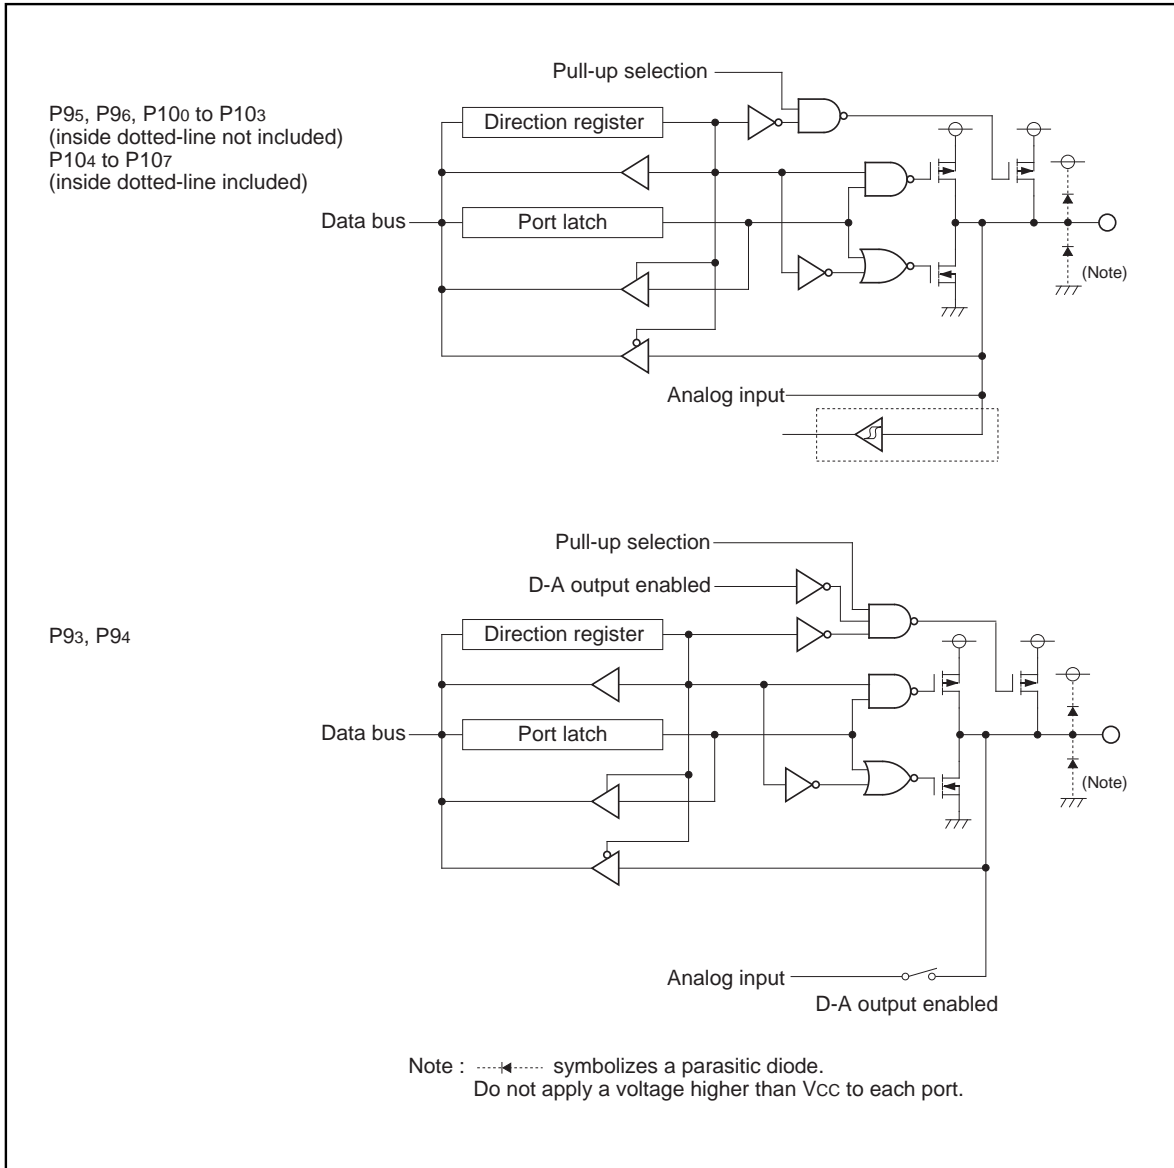 Pull-up selection
P95, P96, P100 to P103
(inside dotted-line not included)
P104 to P107
(inside dotted-line included)
Direction register
Data bus
Port latch
(Note)
Analog input
Pull-up selection
D-A output enabled
P93, P94
Direction register
Data bus
Port latch
(Note)
Analog input
D-A output enabled
Note : symbolizes a parasitic diode.
Do not apply a voltage higher than VCC to each port.